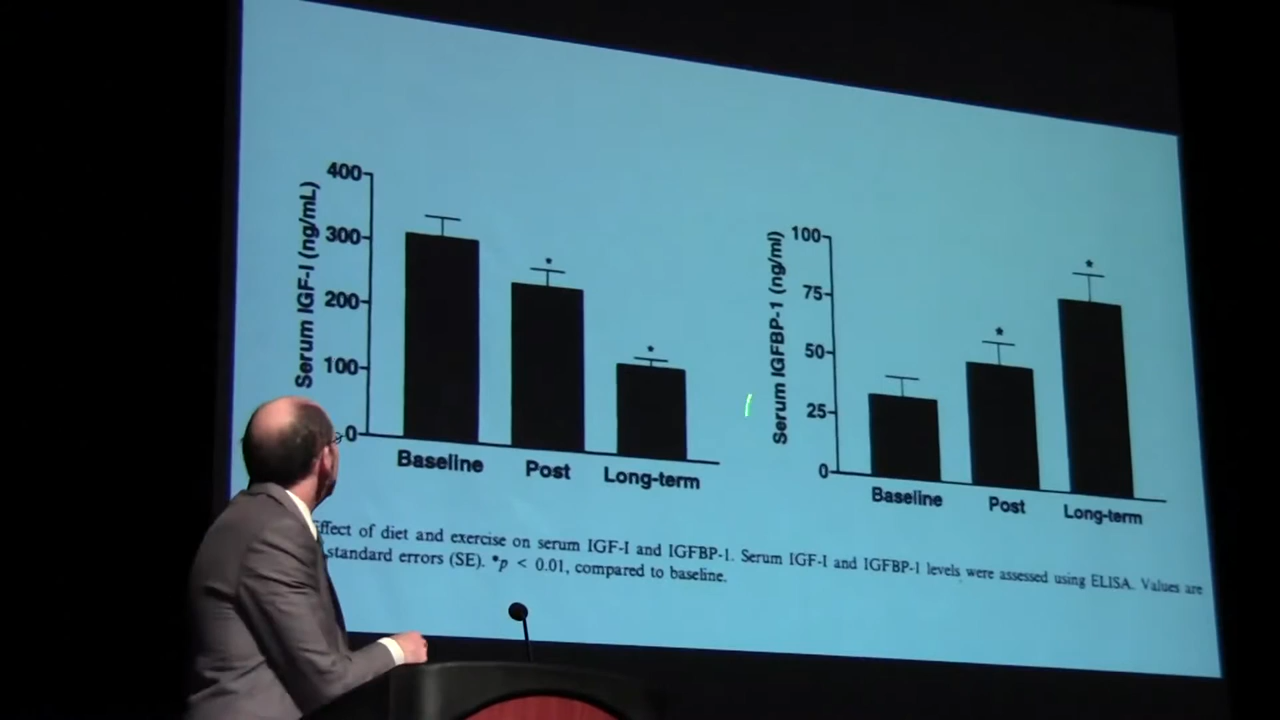 400
300
200
100
0
Serum IGF-I (ng/mL)
*
*
Baseline
Post
Long-term
100
75
50
25
0
Serum IGFBP-1 (ng/ml)
*
*
Baseline
Post
Long-term
ffect of diet and exercise on serum IGF-I and IGFBP-1. Serum IGF-I and IGFBP-1 levels were assessed using ELISA. Values are
standard errors (SE). *p < 0.01, compared to baseline.